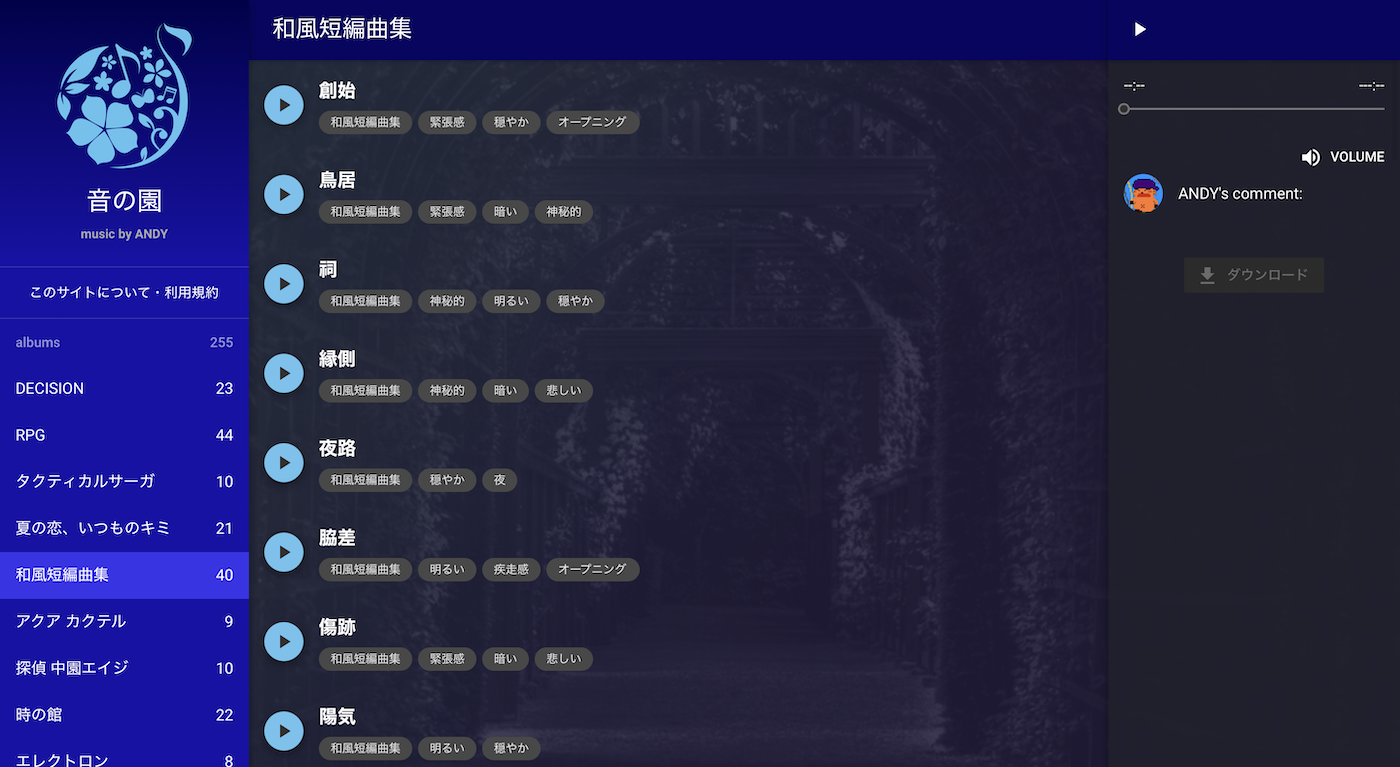 音の園
music by ANDY
このサイトについて・利用規約
albums 255
DECISION 23
RPG 44
タクティカルサーガ 10
夏の恋、いつものキミ 21
和風短編曲集 40
アクア カクテル 9
探偵 中園エイジ 10
時の館 22
エレクトロン 8
和風短編曲集
創始
和風短編曲集 緊張感 穏やか オープニング
鳥居
和風短編曲集 緊張感 暗い 神秘的
祠
和風短編曲集 神秘的 明るい 穏やか
縁側
和風短編曲集 神秘的 暗い 悲しい
夜路
和風短編曲集 穏やか 夜
脇差
和風短編曲集 明るい 疾走感 オープニング
傷跡
和風短編曲集 緊張感 暗い 悲しい
陽気
和風短編曲集 明るい 穏やか
--:-- ---:--
VOLUME
ANDY's comment:
ダウンロード